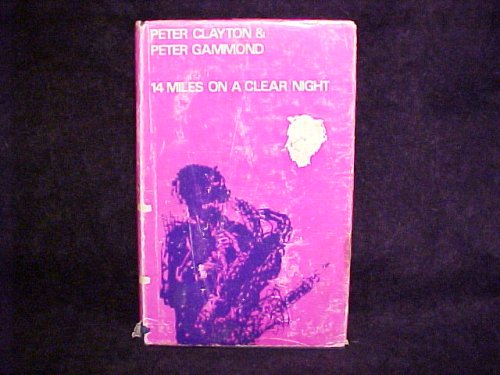 PETER CLAYTON &
PETER GAMMOND
14 MILES ON A CLEAR NIGHT